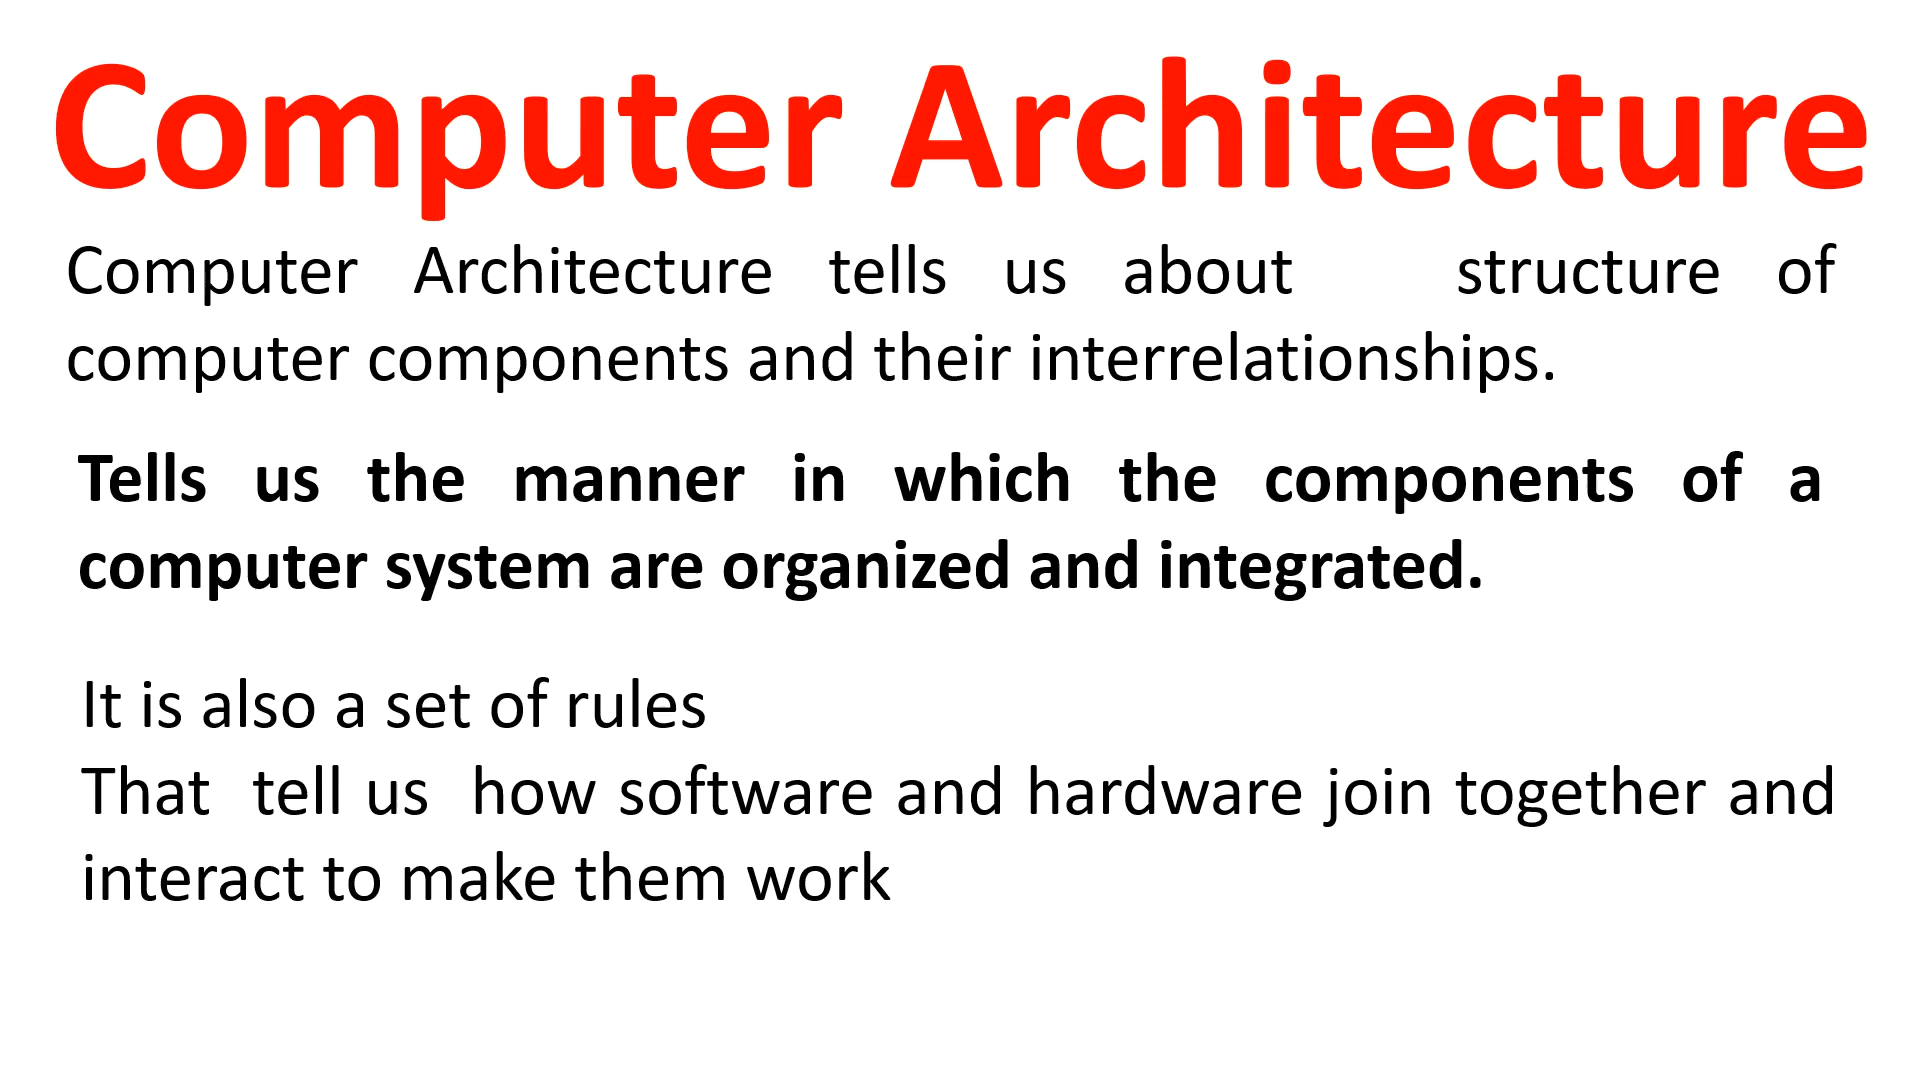 Computer Architecture
Computer Architecture tells us about structure of
computer components and their interrelationships.
Tells us the manner in which the components of a
computer system are organized and integrated.
It is also a set of rules
That tell us how software and hardware join together and
interact to make them work